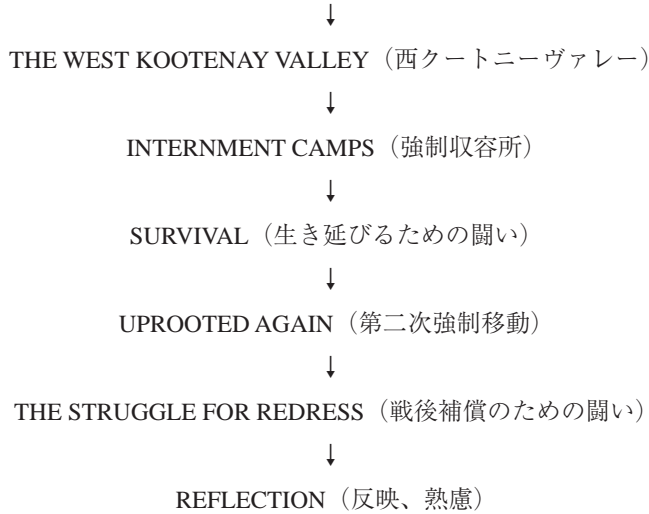 ↓
THE WEST KOOTENAY VALLEY（西クートニーヴァレー）
↓
INTERNMENT CAMPS（強制収容所）
↓
SURVIVAL（生き延びるための闘い）
↓
UPROOTED AGAIN（第二次強制移動）
↓
THE STRUGGLE FOR REDRESS（戦後補償のための闘い）
↓
REFLECTION（反映、熟慮）